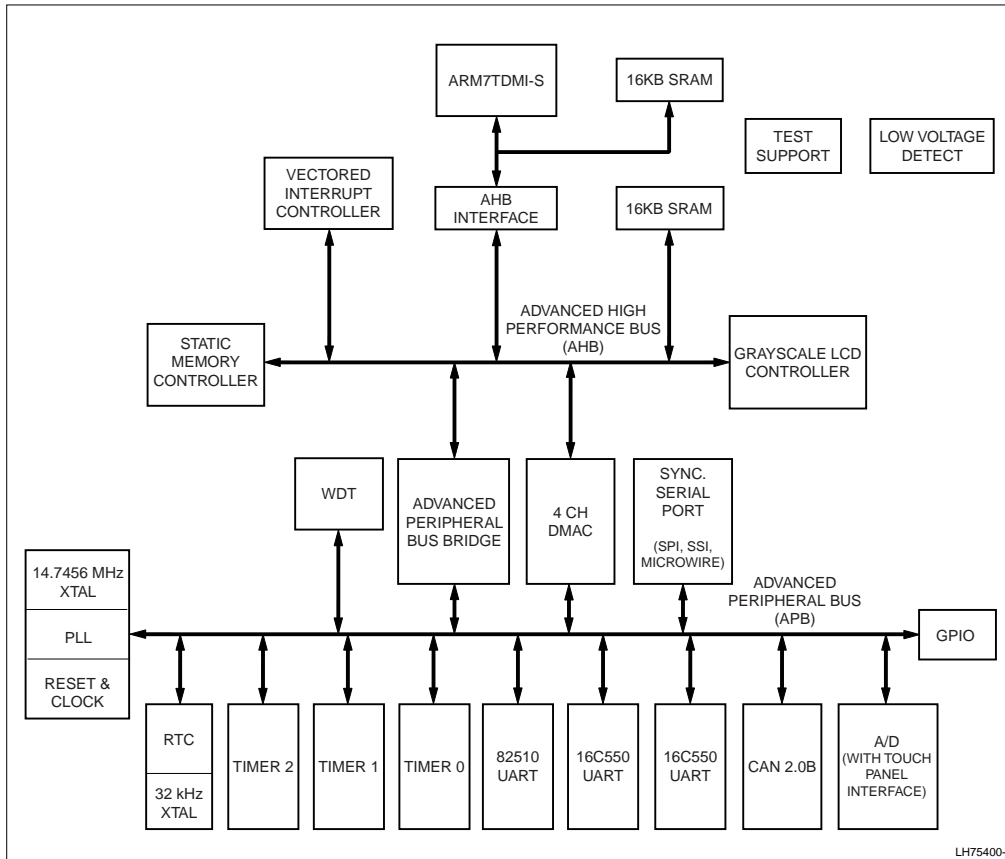 ARM7TDMI-S
16KB SRAM
TEST
SUPPORT
LOW VOLTAGE
DETECT
VECTORED
INTERRUPT
CONTROLLER
AHB
INTERFACE
16KB SRAM
ADVANCED HIGH
PERFORMANCE BUS
(AHB)
STATIC
MEMORY
CONTROLLER
GRAYSCALE LCD
CONTROLLER
WDT
ADVANCED
PERIPHERAL
BUS BRIDGE
4 CH
DMAC
SYNC.
SERIAL
PORT
(SPI, SSI,
MICROWIRE)
14.7456 MHz
XTAL
PLL
RESET &
CLOCK
ADVANCED
PERIPHERAL BUS
(APB)
GPIO
RTC
32 kHz
XTAL
TIMER 2
TIMER 1
TIMER 0
82510
UART
16C550
UART
16C550
UART
CAN 2.0B
A/D
(WITH TOUCH
PANEL
INTERFACE)
LH75400-